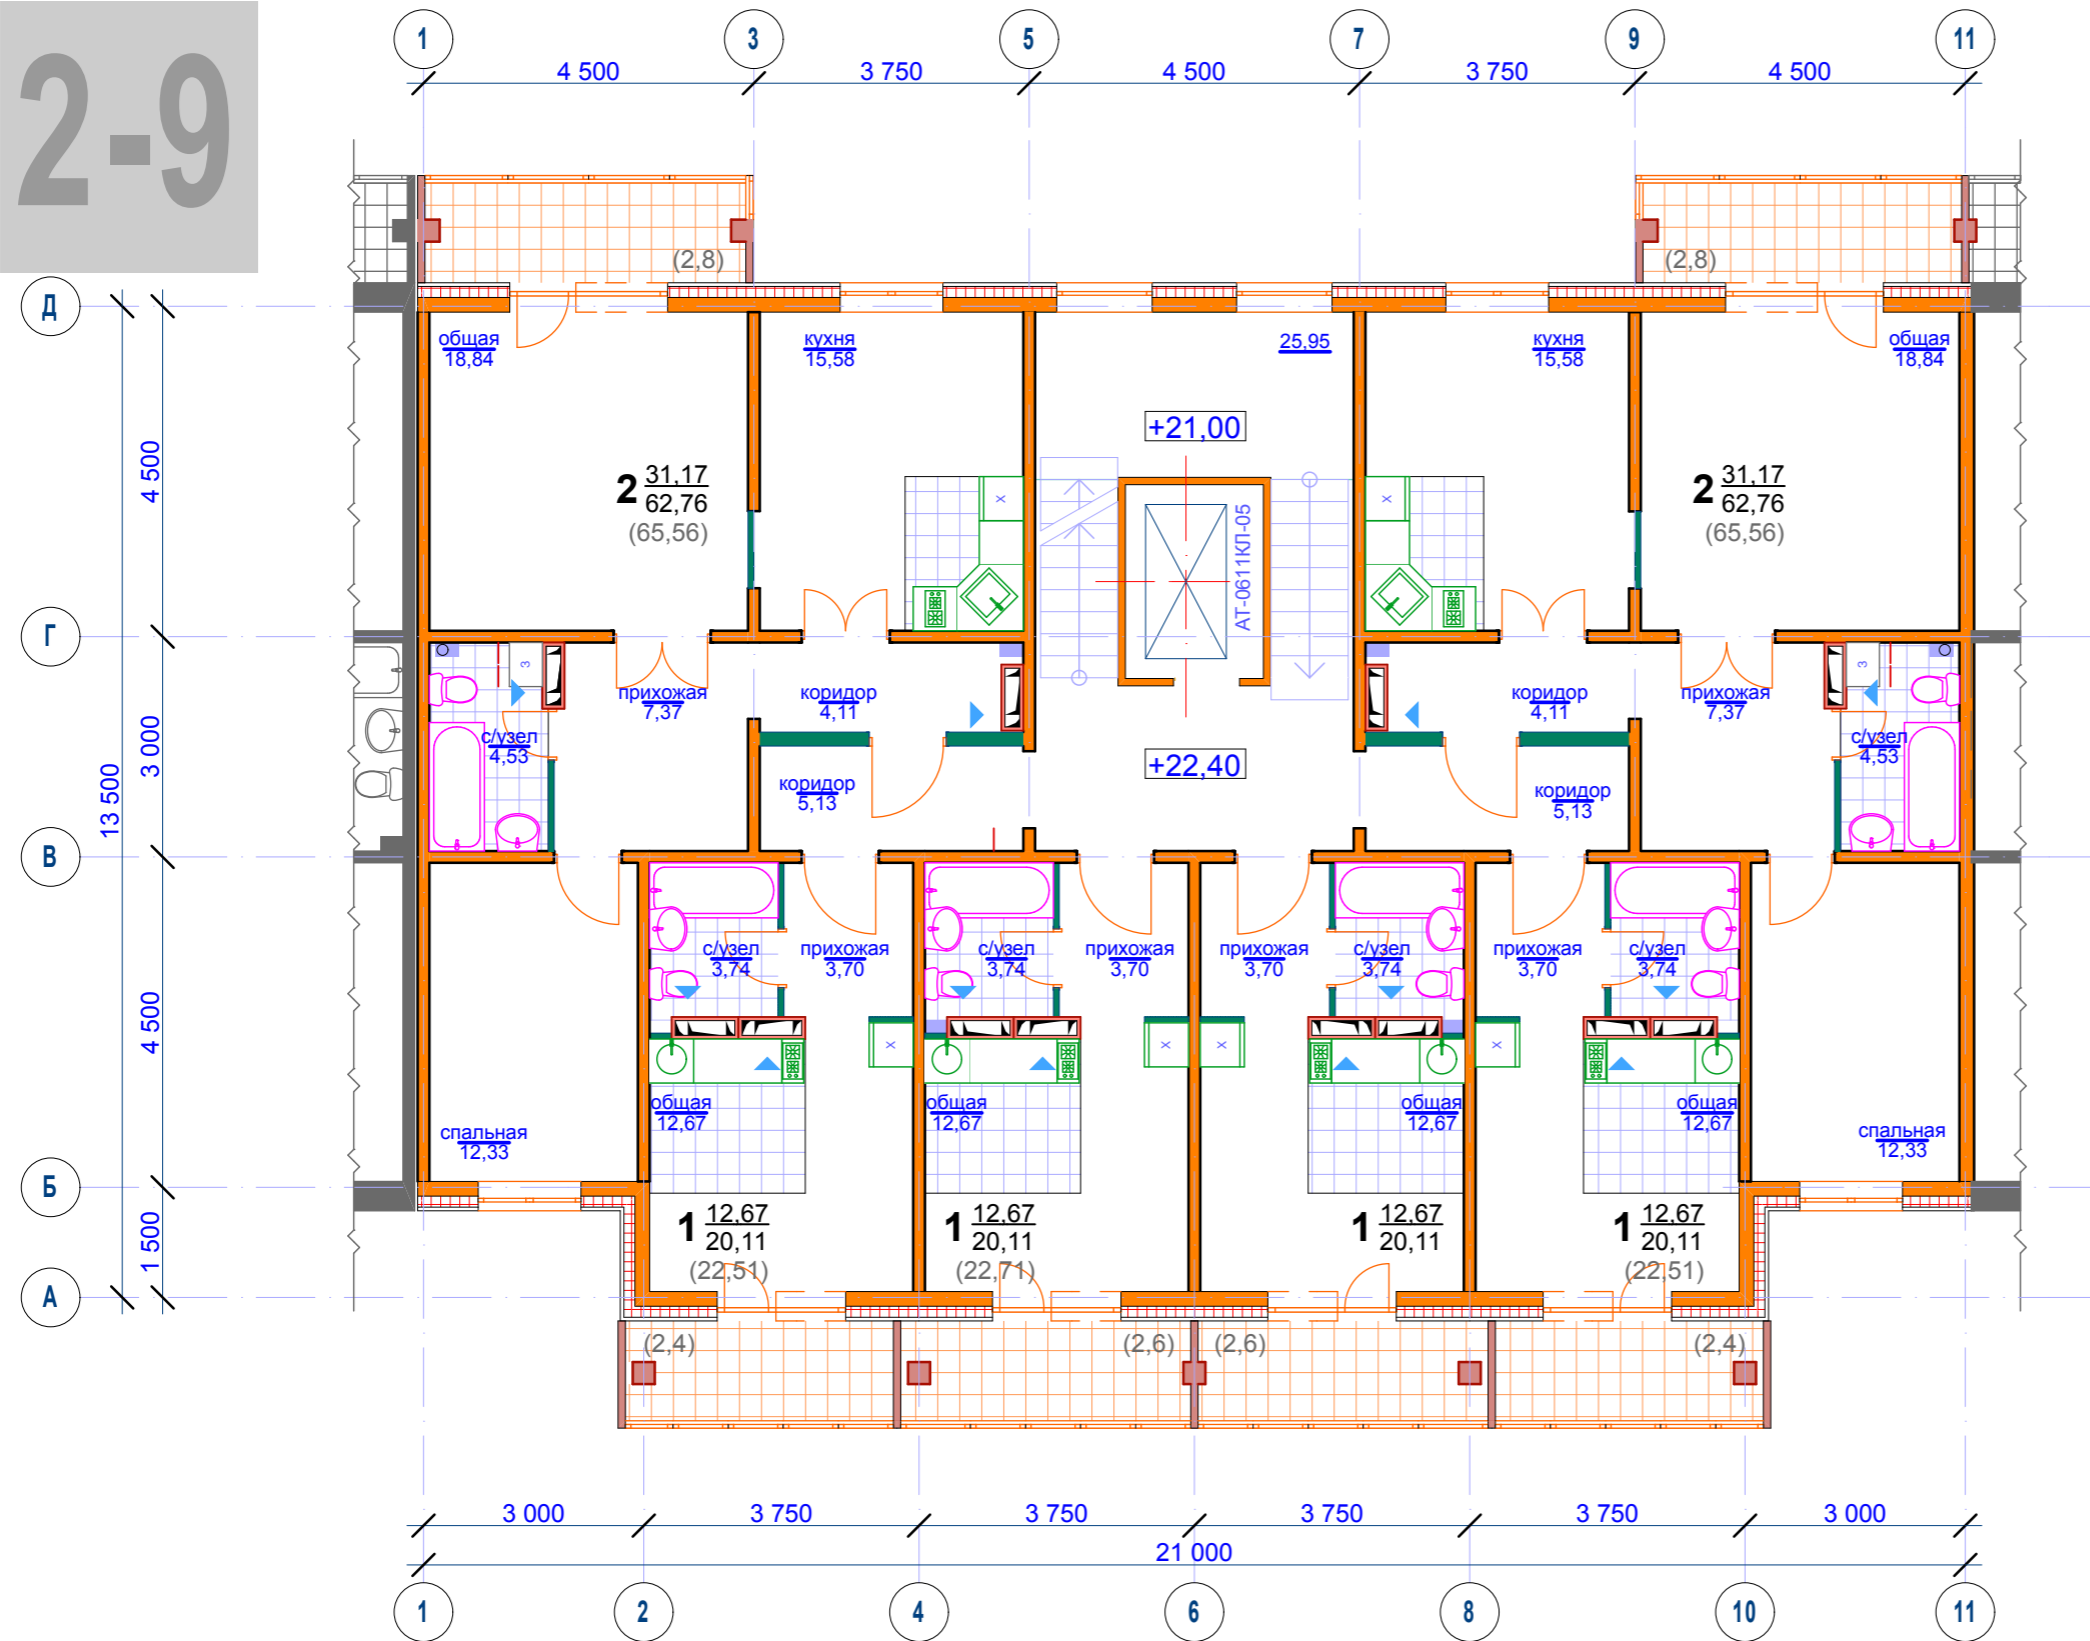 2-9
1 3 5 7 9 11
4 500 3 750 4 500 3 750 4 500
(2,8) (2,8)
Д
общая
18,84
кухня
15,58
25,95
кухня
15,58
общая
18,84
+21,00
4 500
2 31,17
62,76
(65,56)
X
АТ-0611КЛ-05
X
2 31,17
62,76
(65,56)
Г
3
3
прихожая
7,37
коридор
4,11
коридор
4,11
прихожая
7,37
3 000
13 500
с/узел
4,53
+22,40
с/узел
4,53
коридор
5,13
коридор
5,13
В
с/узел
3,74
прихожая
3,70
с/узел
3,74
прихожая
3,70
прихожая
3,70
с/узел
3,74
прихожая
3,70
с/узел
3,74
4 500
X X X X
общая
12,67
общая
12,67
общая
12,67
общая
12,67
спальная
12,33
спальная
12,33
Б
1 500
1 12,67
20,11
(22,51)
1 12,67
20,11
(22,71)
1 12,67
20,11
1 12,67
20,11
(22,51)
А
(2,4) (2,6) (2,6) (2,4)
3 000 3 750 3 750 3 750 3 750 3 000
21 000
1 2 4 6 8 10 11